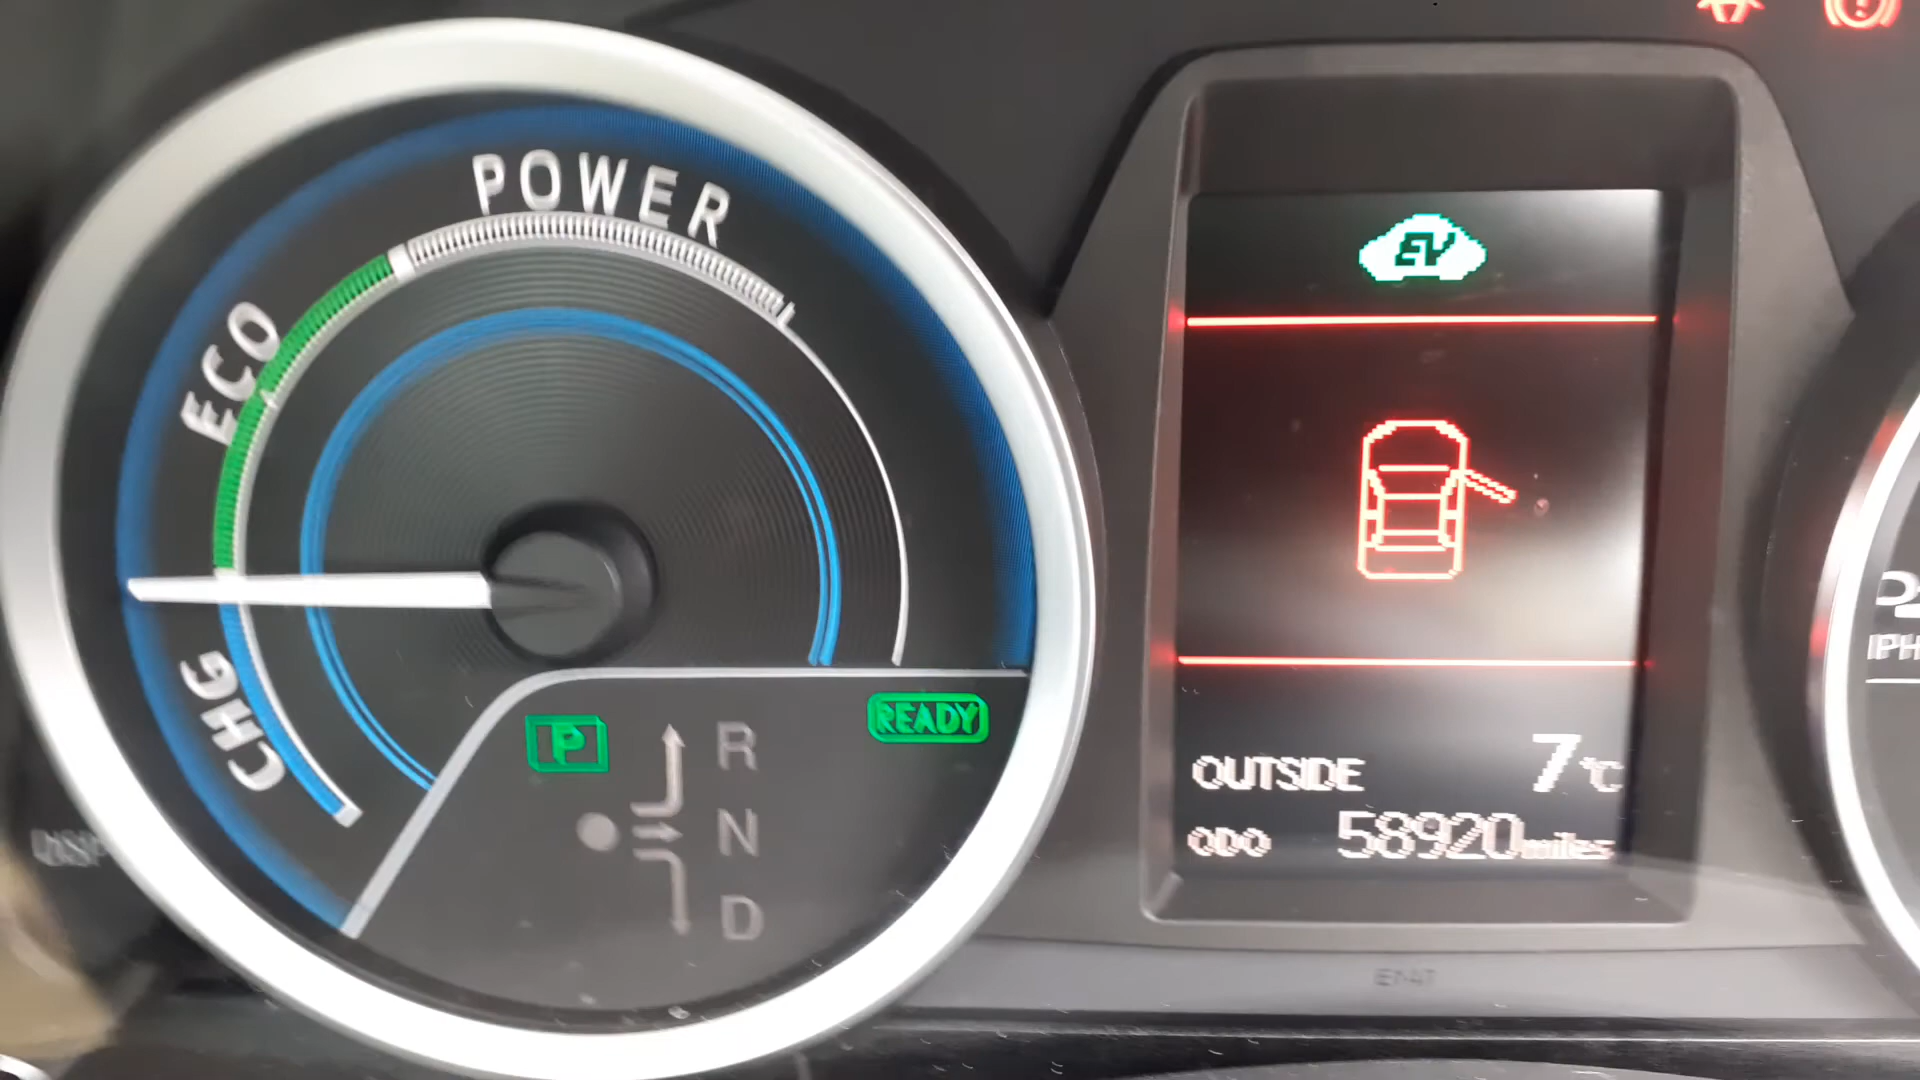 POWER
ECO
CHG
P
READY
R
N
D
EV
OUTSIDE 7°C
ODO 58920miles